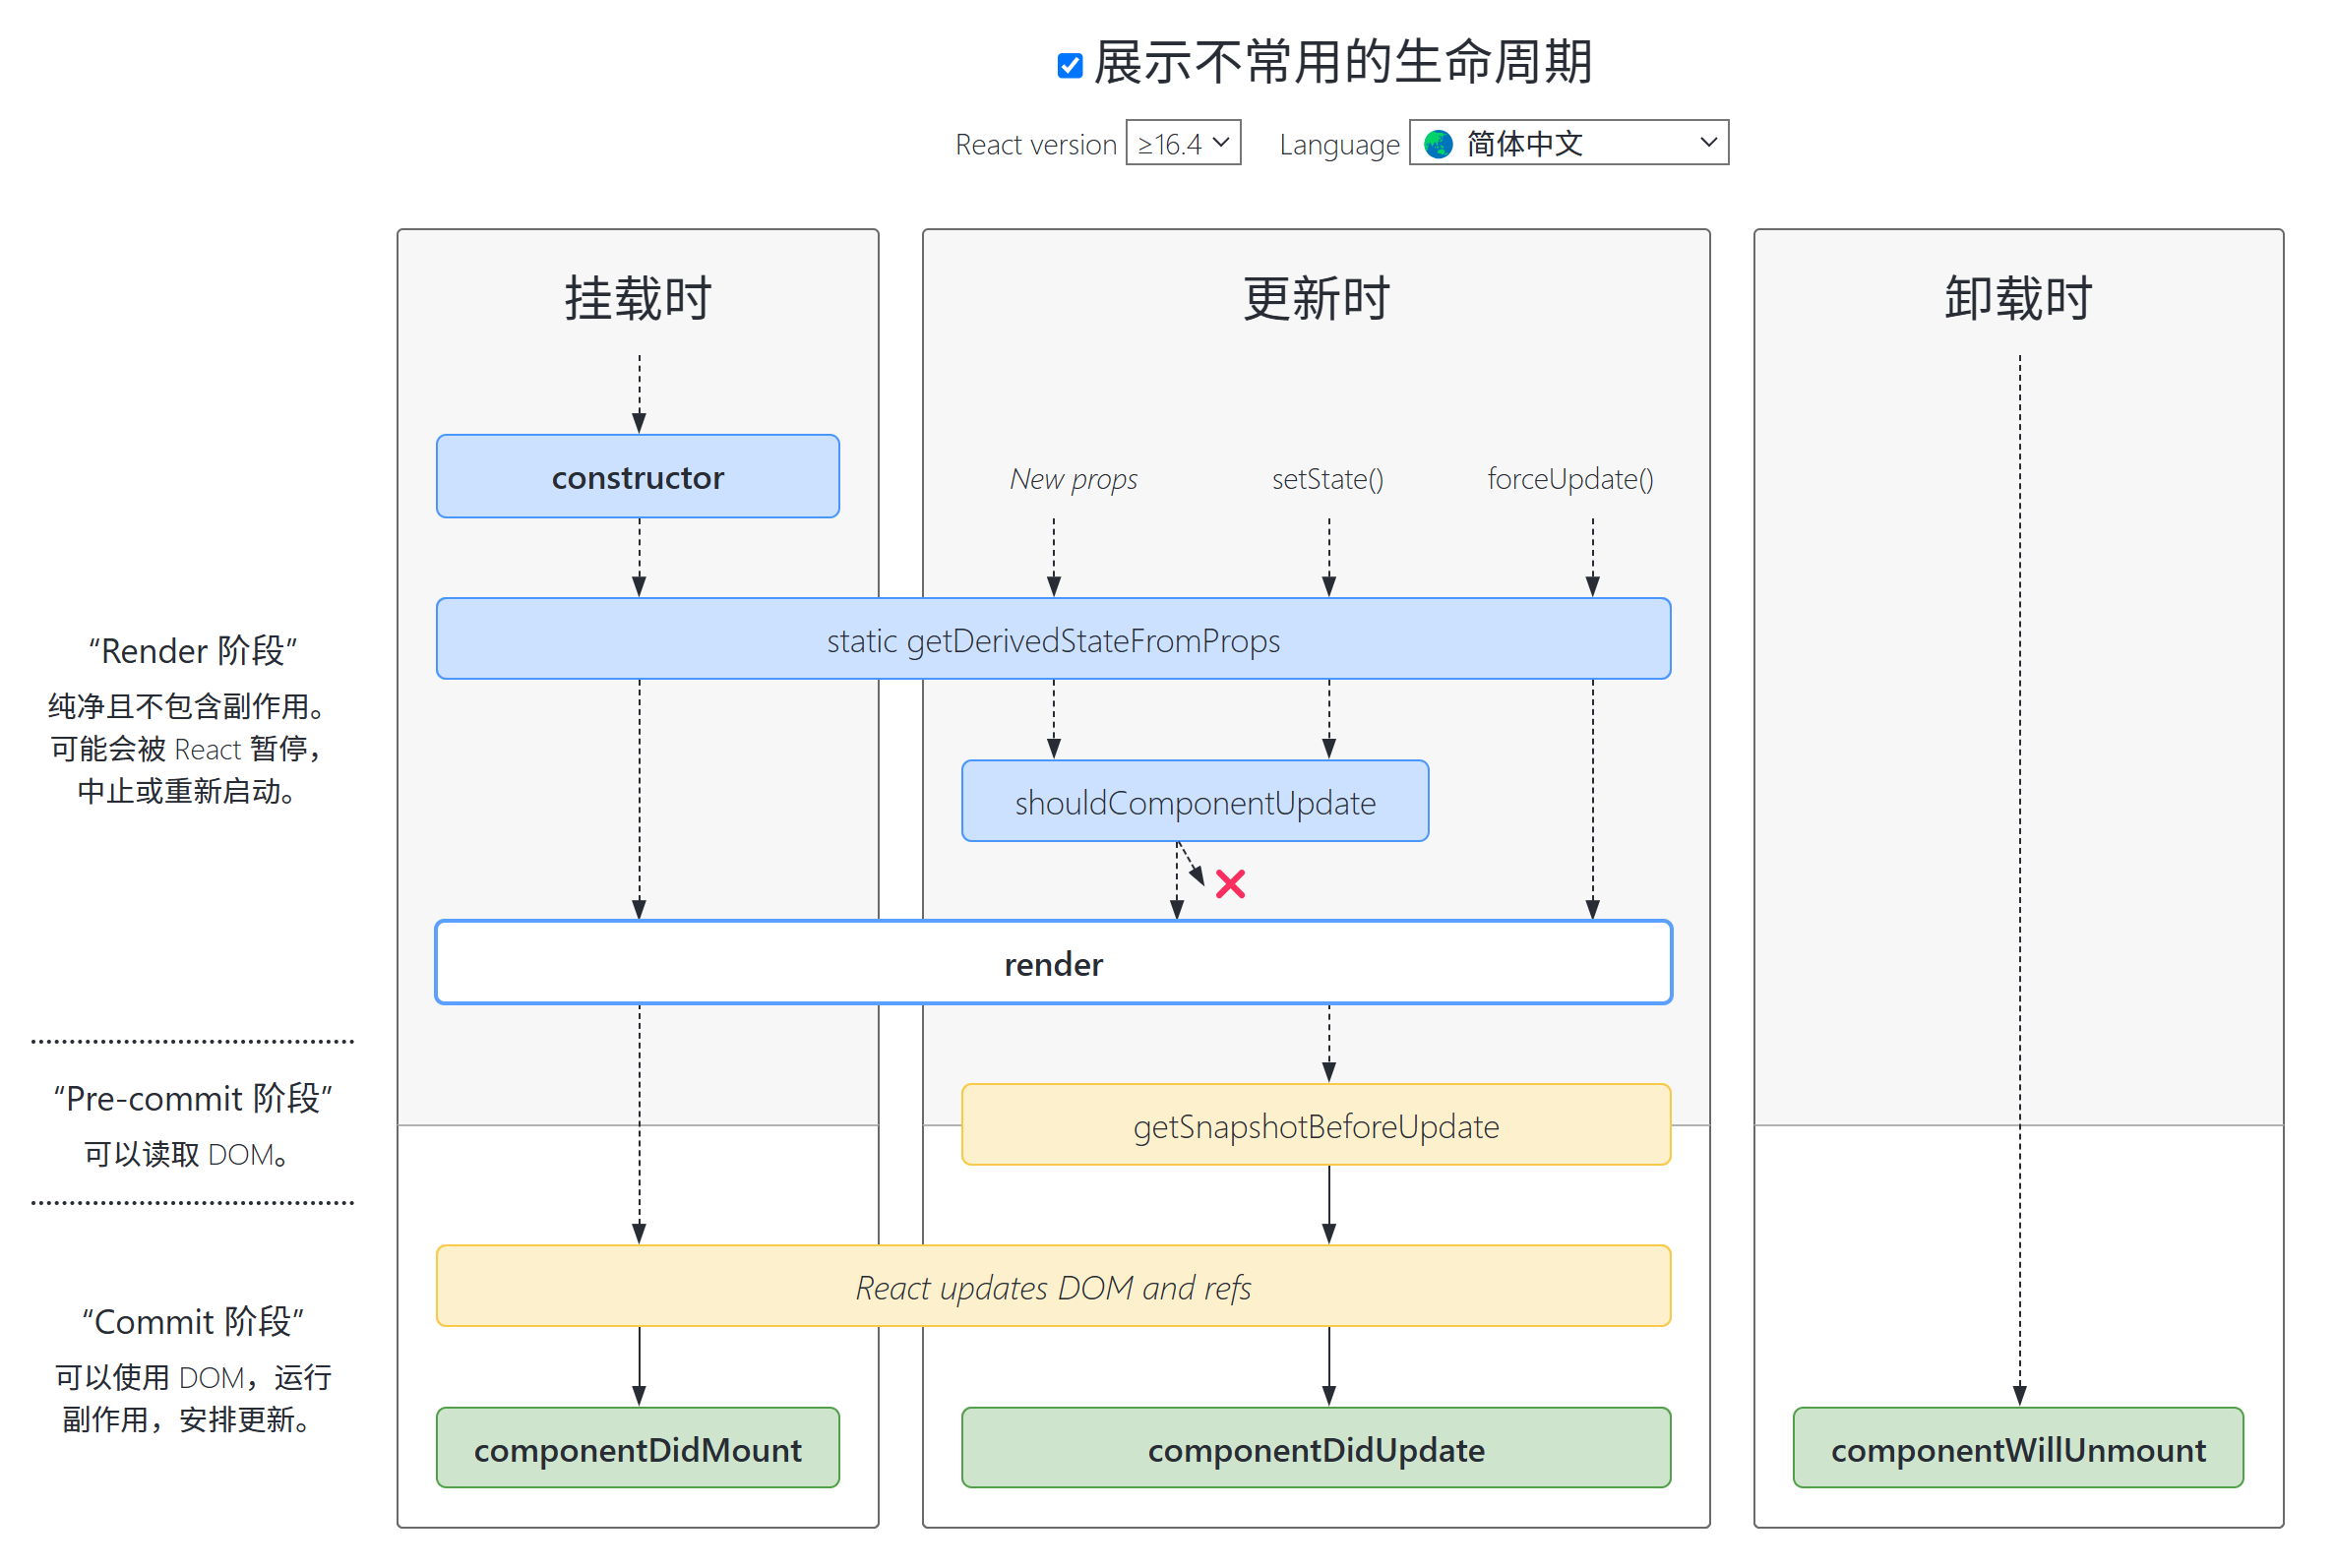 展示不常用的生命周期
React version ≥16.4 Language 简体中文
挂载时
更新时
卸载时
constructor
New props
setState()
forceUpdate()
static getDerivedStateFromProps
“Render 阶段”
纯净且不包含副作用。
可能会被 React 暂停，
中止或重新启动。
shouldComponentUpdate
render
“Pre-commit 阶段”
可以读取 DOM。
getSnapshotBeforeUpdate
React updates DOM and refs
“Commit 阶段”
可以使用 DOM，运行
副作用，安排更新。
componentDidMount
componentDidUpdate
componentWillUnmount